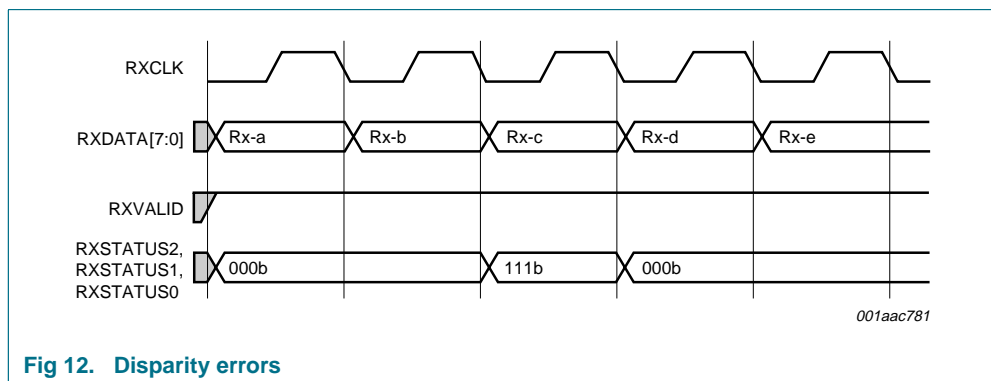 RXCLK
RXDATA[7:0]
Rx-a
Rx-b
Rx-c
Rx-d
Rx-e
RXVALID
RXSTATUS2,
RXSTATUS1,
RXSTATUS0
000b
111b
000b
001aac781
Fig 12. Disparity errors